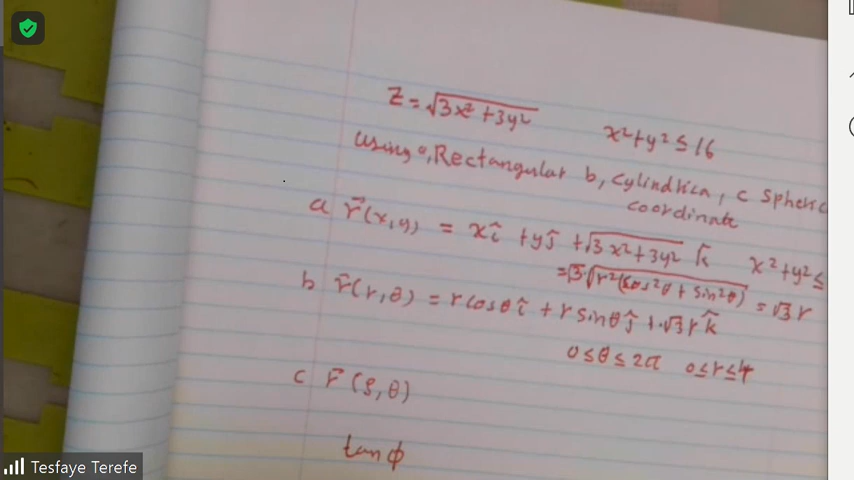 z = √3x² + 3y²   x² + y² ≤ 16
using a, Rectangular b, cylindrica, c spheric
coordinate
a r⃗(x,y) = xî + yĵ + √3x² + 3y² k̂   x² + y² ≤
= √3·√r²(cos²θ + sin²θ) = √3 r
b r⃗(r,θ) = r cosθ î + r sinθ ĵ + √3 r k̂
0 ≤ θ ≤ 2π   0 ≤ r ≤ 4
c r⃗(ρ,θ)
tan ϕ
Tesfaye Terefe